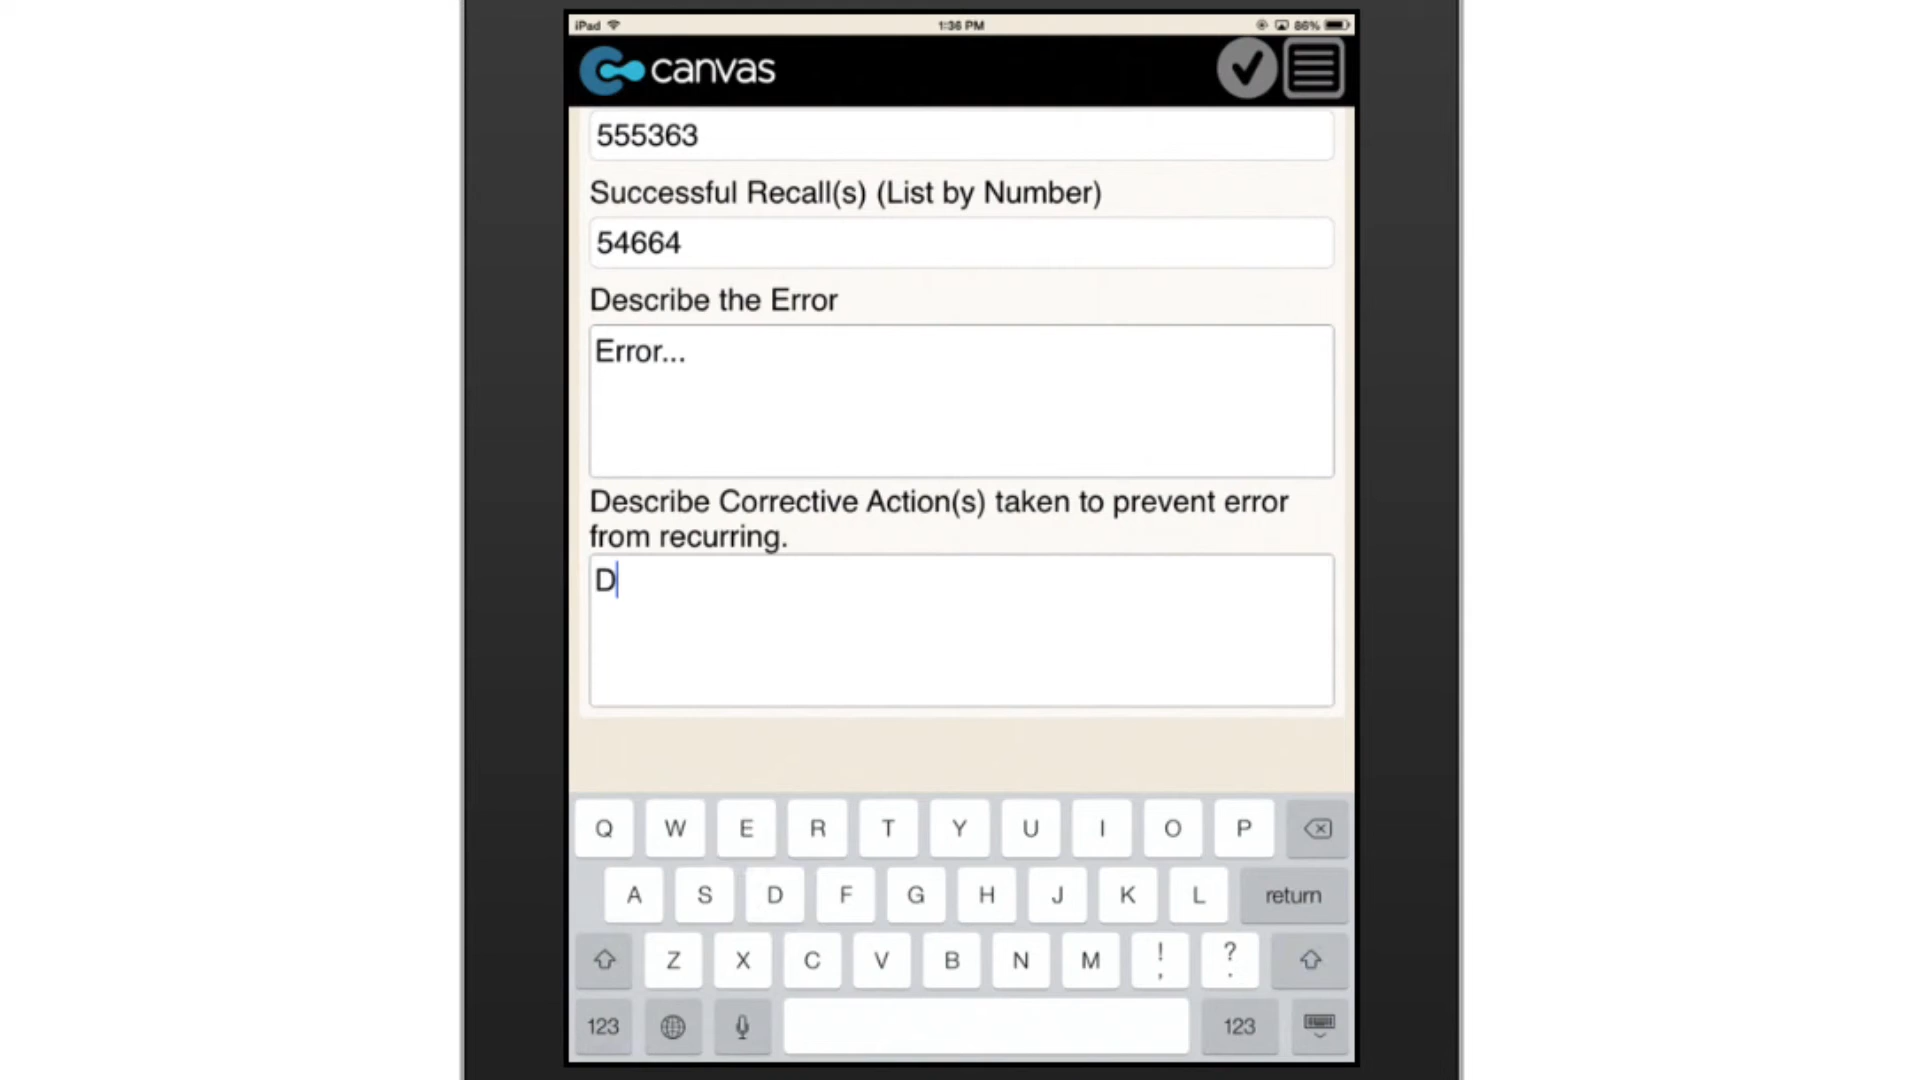 iPad 1:36 PM 86%
canvas
555363
Successful Recall(s) (List by Number)
54664
Describe the Error
Error...
Describe Corrective Action(s) taken to prevent error
from recurring.
D
Q W E R T Y U I O P
A S D F G H J K L return
Z X C V B N M ! , ? .
123 123